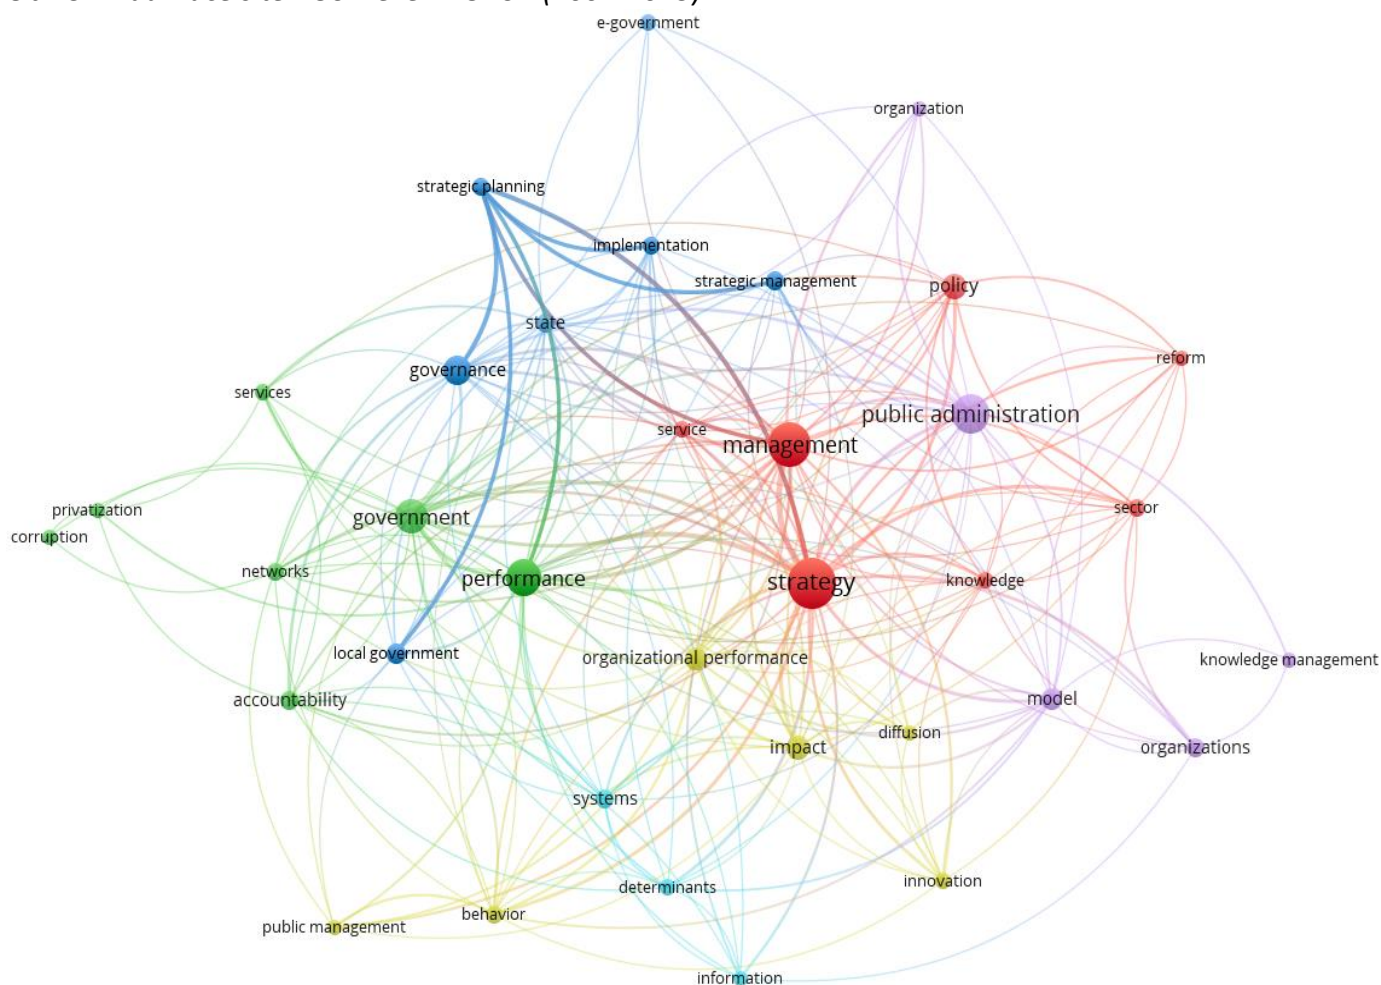 e-government
organization
strategic planning
implementation
strategic management
policy
state
reform
governance
services
public administration
service
management
privatization
sector
government
corruption
networks
performance
strategy
knowledge
local government
organizational performance
knowledge management
accountability
model
diffusion
impact
organizations
systems
determinants
innovation
behavior
public management
information